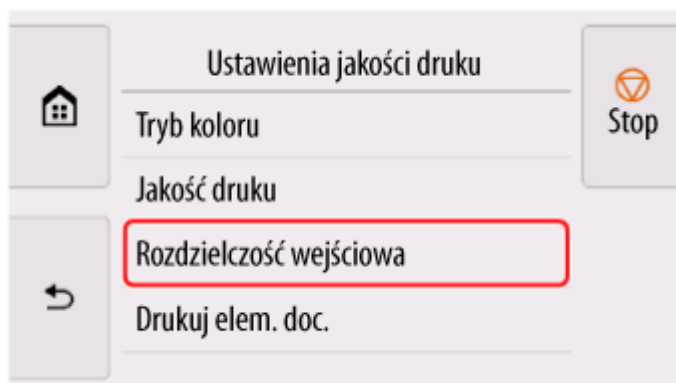 Ustawienia jakości druku
Tryb koloru
Stop
Jakość druku
Rozdzielczość wejściowa
Drukuj elem. doc.